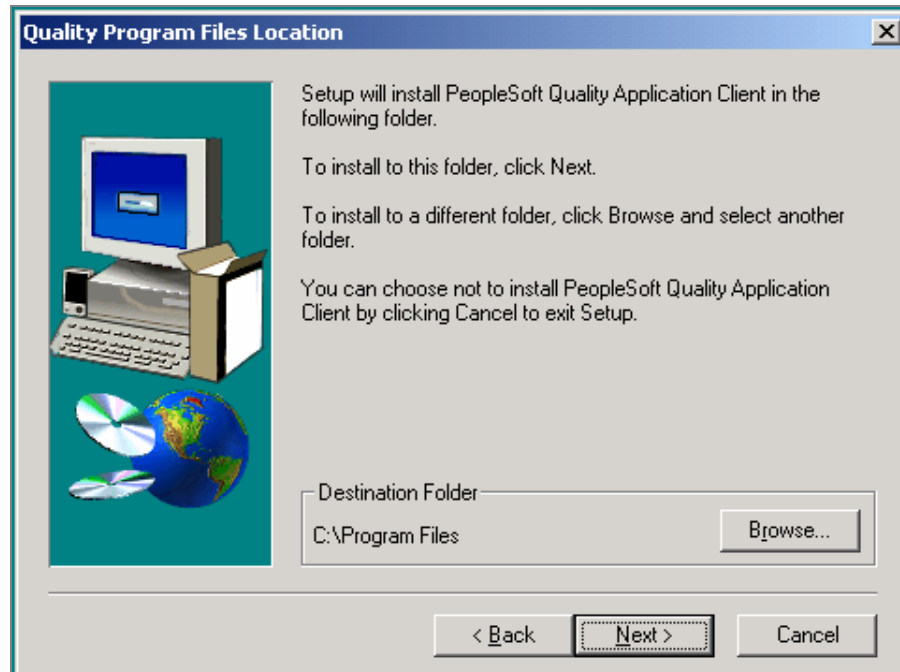 Quality Program Files Location
Setup will install PeopleSoft Quality Application Client in the
following folder.
To install to this folder, click Next.
To install to a different folder, click Browse and select another
folder.
You can choose not to install PeopleSoft Quality Application
Client by clicking Cancel to exit Setup.
Destination Folder
C:\Program Files
Browse...
< Back
Next >
Cancel